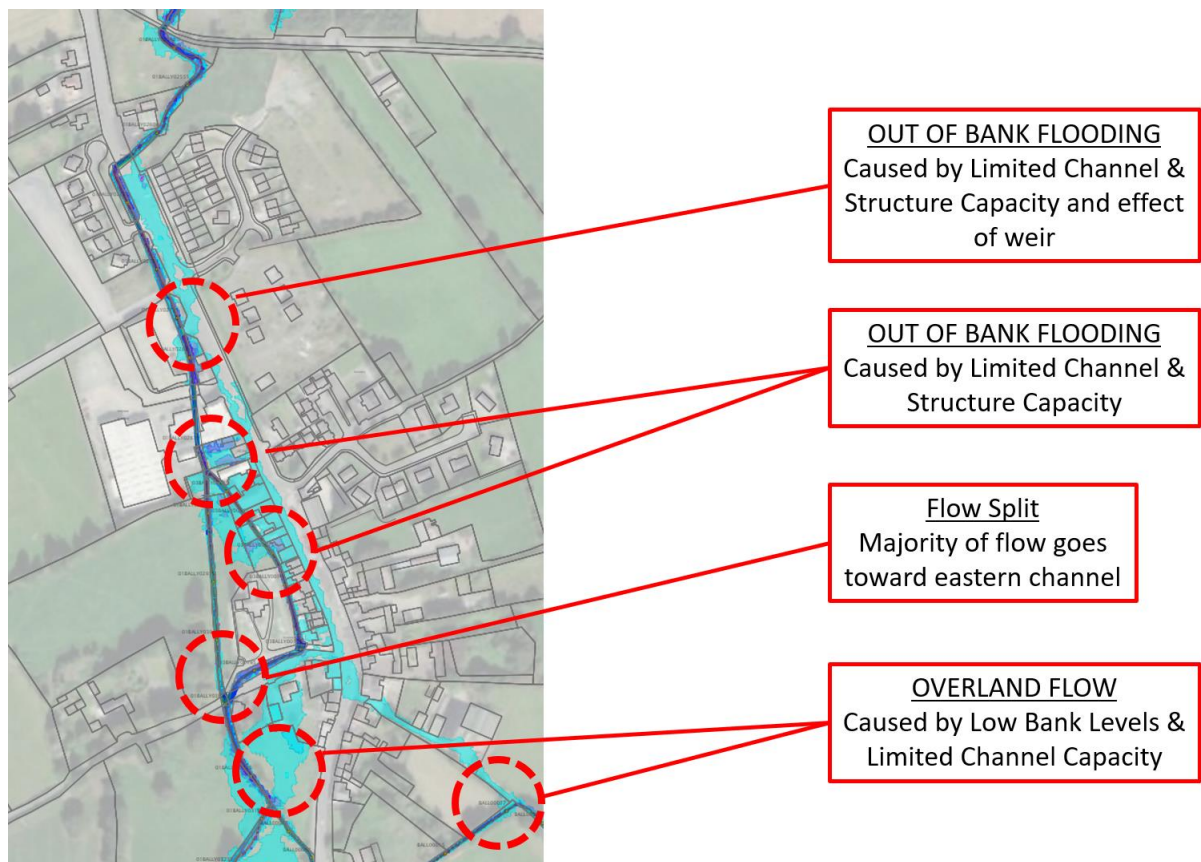 OUT OF BANK FLOODING
Caused by Limited Channel &
Structure Capacity and effect
of weir
OUT OF BANK FLOODING
Caused by Limited Channel &
Structure Capacity
Flow Split
Majority of flow goes
toward eastern channel
OVERLAND FLOW
Caused by Low Bank Levels &
Limited Channel Capacity